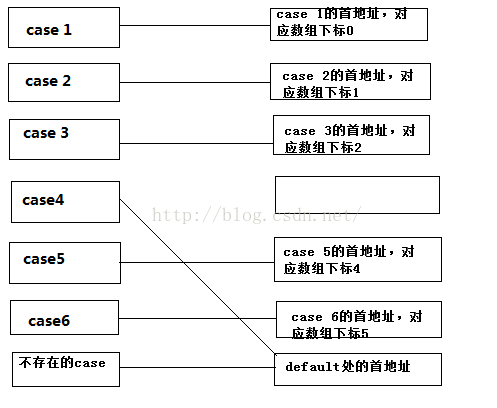 case 1
case 1的首地址，对
应数组下标0
case 2
case 2的首地址，对
应数组下标1
case 3
case 3的首地址，对
应数组下标2
case4
http://blog.csdn.net/
case5
case 5的首地址，对
应数组下标4
case6
case 6的首地址，对
应数组下标5
不存在的case
default处的首地址